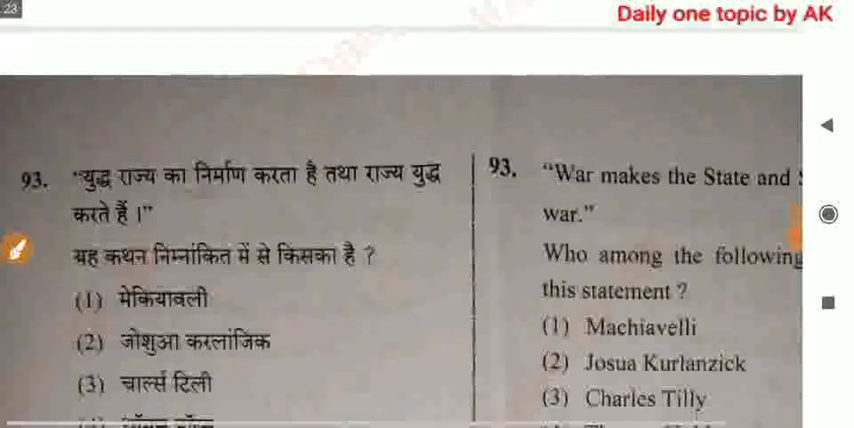 23
Daily one topic by AK
93. "युद्ध राज्य का निर्माण करता है तथा राज्य युद्ध
करते हैं ।"
यह कथन निम्नांकित में से किसका है ?
(1) मेकियावली
(2) जोशुआ करलांजिक
(3) चार्ल्स टिली
93. "War makes the State and
war."
Who among the following
this statement ?
(1) Machiavelli
(2) Josua Kurlanzick
(3) Charles Tilly